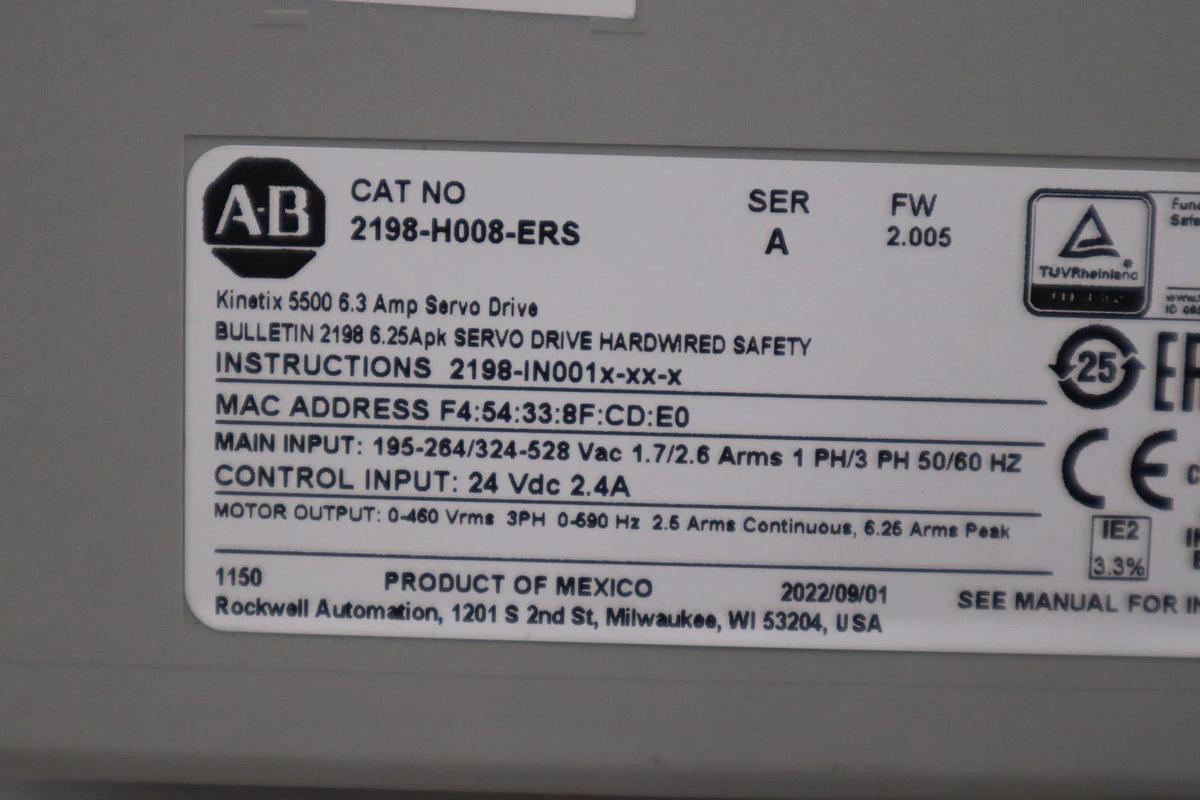 A-B
CAT NO
2198-H008-ERS
SER
A
FW
2.005
TÜVRheinland
Kinetix 5500 6.3 Amp Servo Drive
BULLETIN 2198 6.25Apk SERVO DRIVE HARDWIRED SAFETY
INSTRUCTIONS 2198-IN001x-xx-x
25
MAC ADDRESS F4:54:33:8F:CD:E0
MAIN INPUT: 195-264/324-528 Vac 1.7/2.6 Arms 1 PH/3 PH 50/60 HZ
CE
CONTROL INPUT: 24 Vdc 2.4A
MOTOR OUTPUT: 0-460 Vrms 3PH 0-590 Hz 2.5 Arms Continuous, 6.25 Arms Peak
IE2
3.3%
1150
PRODUCT OF MEXICO
2022/09/01
SEE MANUAL FOR
Rockwell Automation, 1201 S 2nd St, Milwaukee, WI 53204, USA